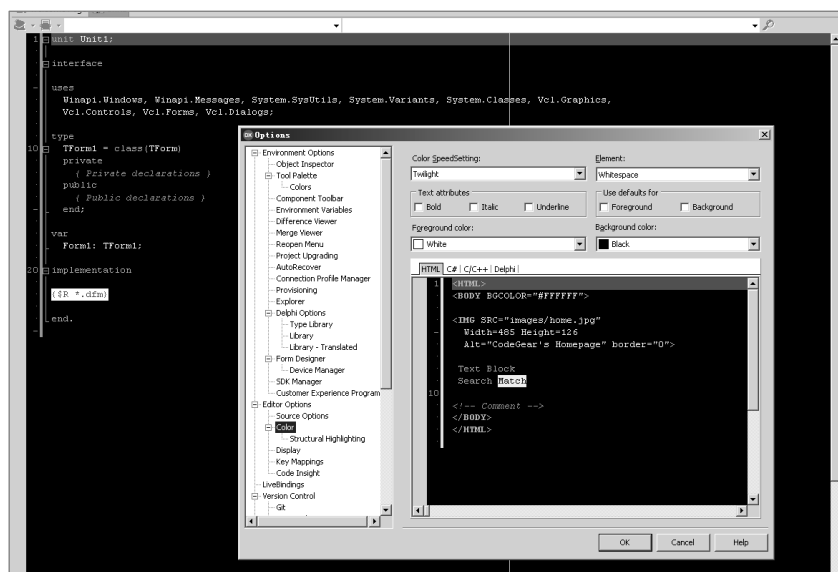 1 unit Unit1;
interface
uses
Winapi.Windows, Winapi.Messages, System.SysUtils, System.Variants, System.Classes, Vcl.Graphics,
Vcl.Controls, Vcl.Forms, Vcl.Dialogs;
type
10 TForm1 = class(TForm)
private
{ Private declarations }
public
{ Public declarations }
end;
var
Form1: TForm1;
20 implementation
{$R *.dfm}
end.
DX Options
Environment Options
Object Inspector
Tool Palette
Colors
Component Toolbar
Environment Variables
Difference Viewer
Merge Viewer
Reopen Menu
Project Upgrading
AutoRecover
Connection Profile Manager
Provisioning
Explorer
Delphi Options
Type Library
Library
Library - Translated
Form Designer
Device Manager
SDK Manager
Customer Experience Program
Editor Options
Source Options
Color
Structural Highlighting
Display
Key Mappings
Code Insight
LiveBindings
Version Control
Git
Color SpeedSetting:
Twilight
Element:
Whitespace
Text attributes
Bold Italic Underline
Use defaults for
Foreground Background
Foreground color:
White
Background color:
Black
HTML C# C/C++ Delphi
1 <HTML>
<BODY BGCOLOR="#FFFFFF">
<IMG SRC="images/home.jpg"
Width=485 Height=126
Alt="CodeGear's Homepage" border="0">
Text Block
Search Match
10
<!-- Comment -->
</BODY>
</HTML>
OK Cancel Help